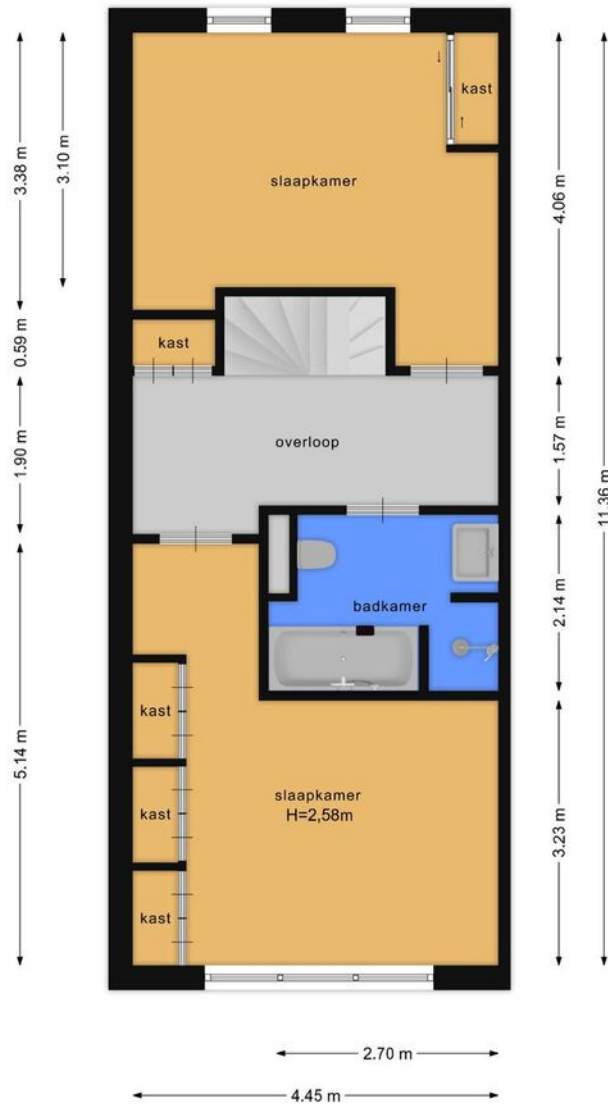 kast
slaapkamer
kast
overloop
badkamer
kast
slaapkamer
H=2,58m
kast
kast
3.38 m
3.10 m
0.59 m
1.90 m
5.14 m
4.06 m
1.57 m
2.14 m
3.23 m
11.36 m
2.70 m
4.45 m